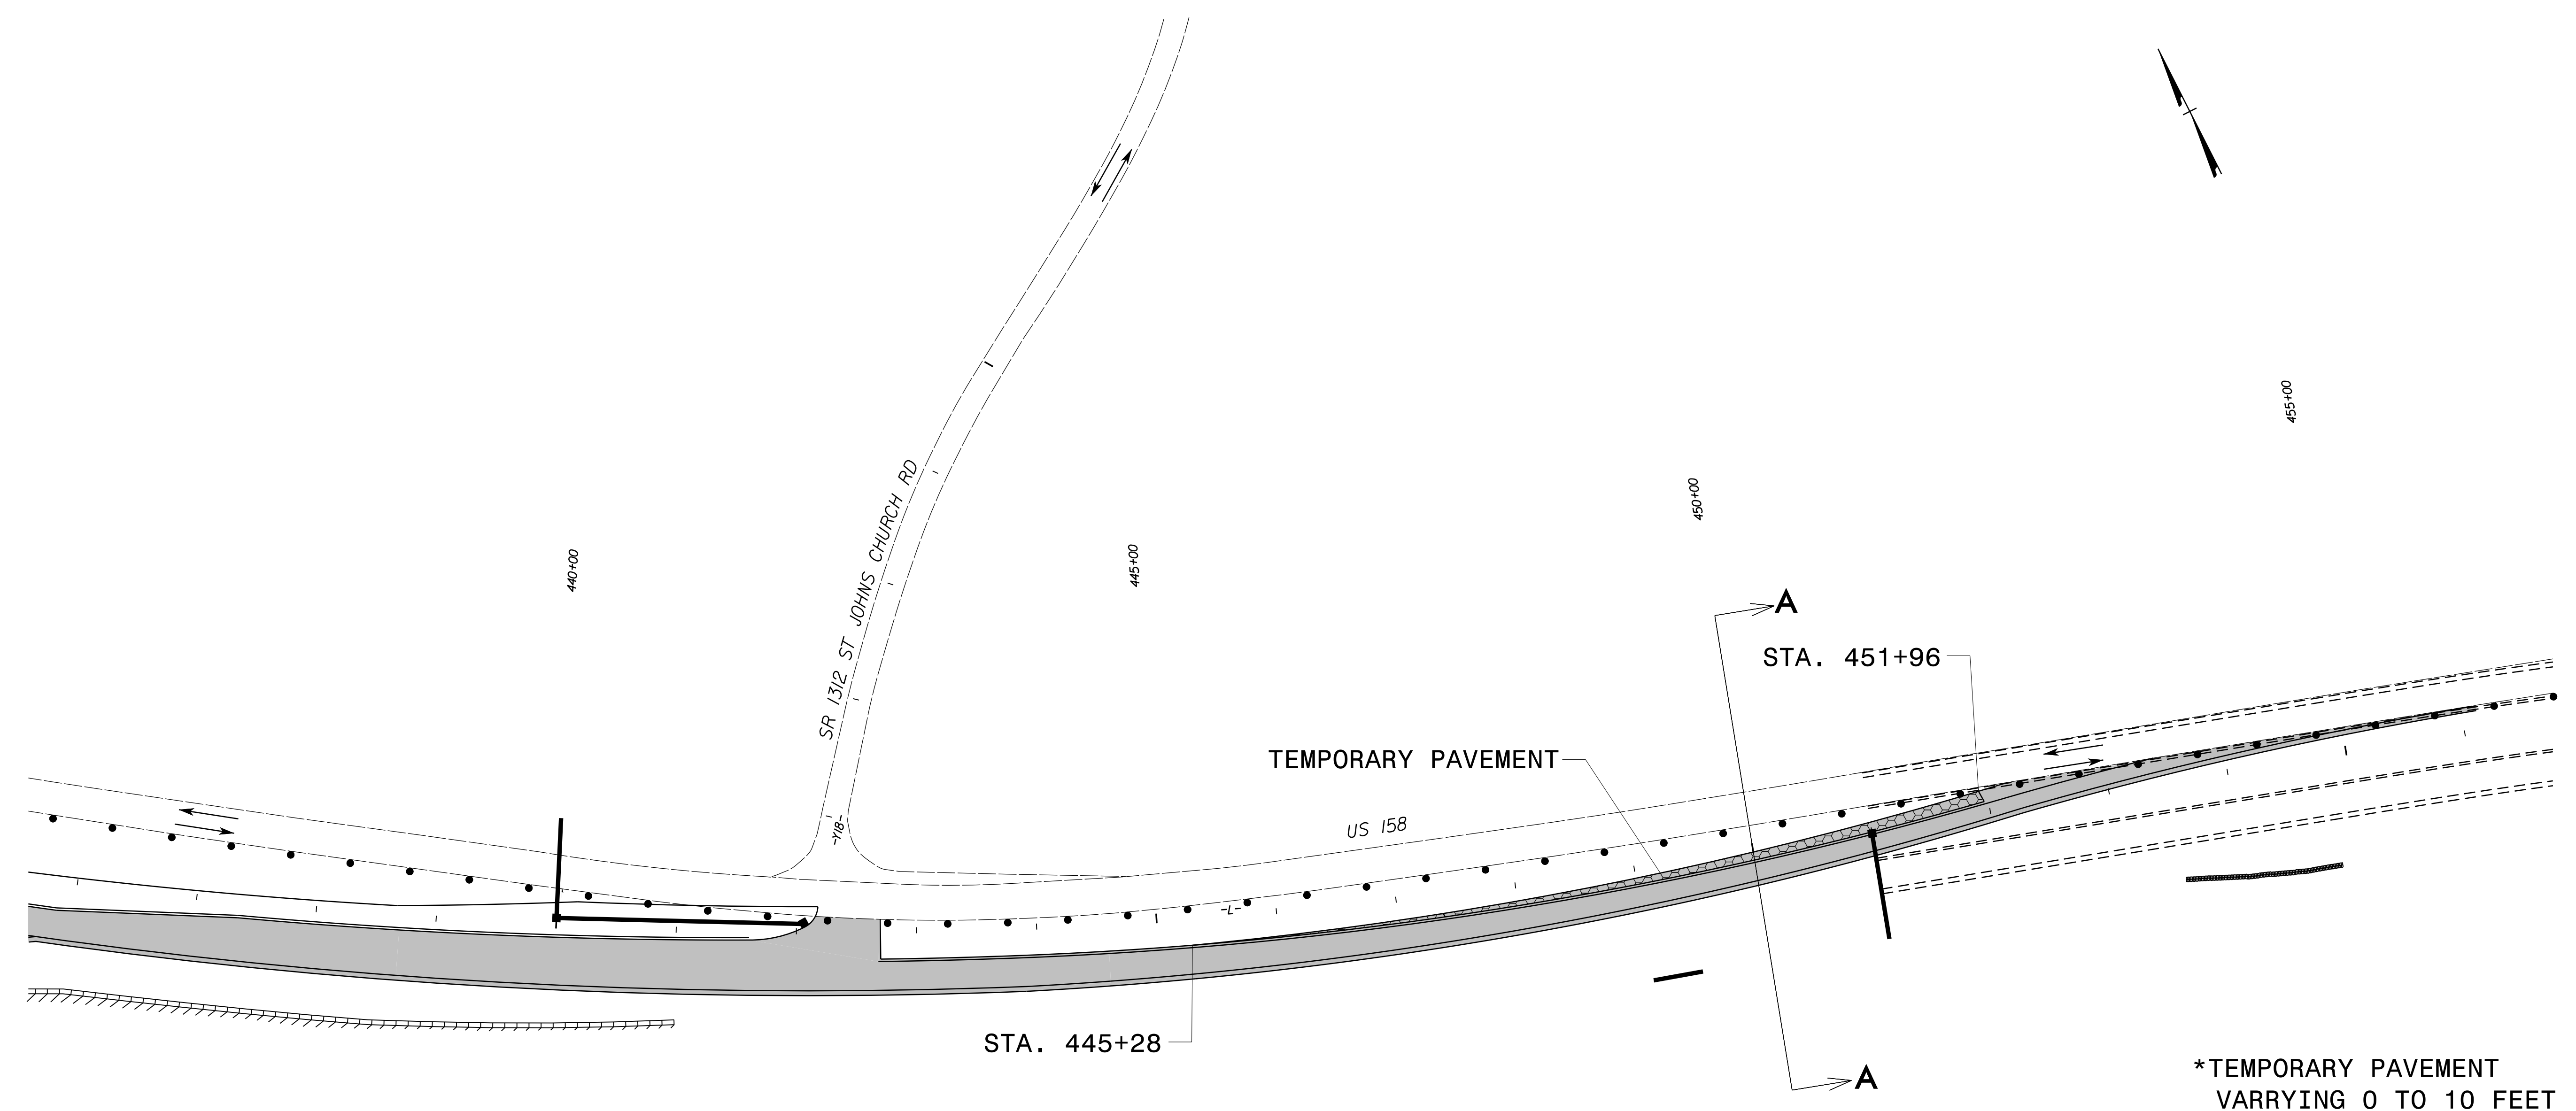 455+00
450+00
440+00
445+00
SR 1312 ST JOHNS CHURCH RD
A
STA. 451+96
TEMPORARY PAVEMENT
-Y18-
US 158
-L-
STA. 445+28
A
*TEMPORARY PAVEMENT
VARRYING 0 TO 10 FEET